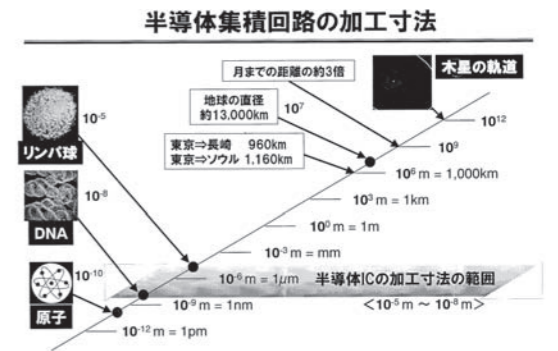 半導体集積回路の加工寸法
月までの距離の約3倍
木星の軌道
地球の直径
約13,000km
10⁷
10⁻⁵
リンパ球
東京⇒長崎 960km
東京⇒ソウル 1,160km
10¹²
10⁹
10⁶ m = 1,000km
10⁻⁸
DNA
10³ m = 1km
10⁰ m = 1m
10⁻³ m = mm
10⁻¹⁰
原子
10⁻⁶ m = 1μm
半導体ICの加工寸法の範囲
10⁻⁹ m = 1nm
<10⁻⁵ m ~ 10⁻⁸ m>
10⁻¹² m = 1pm